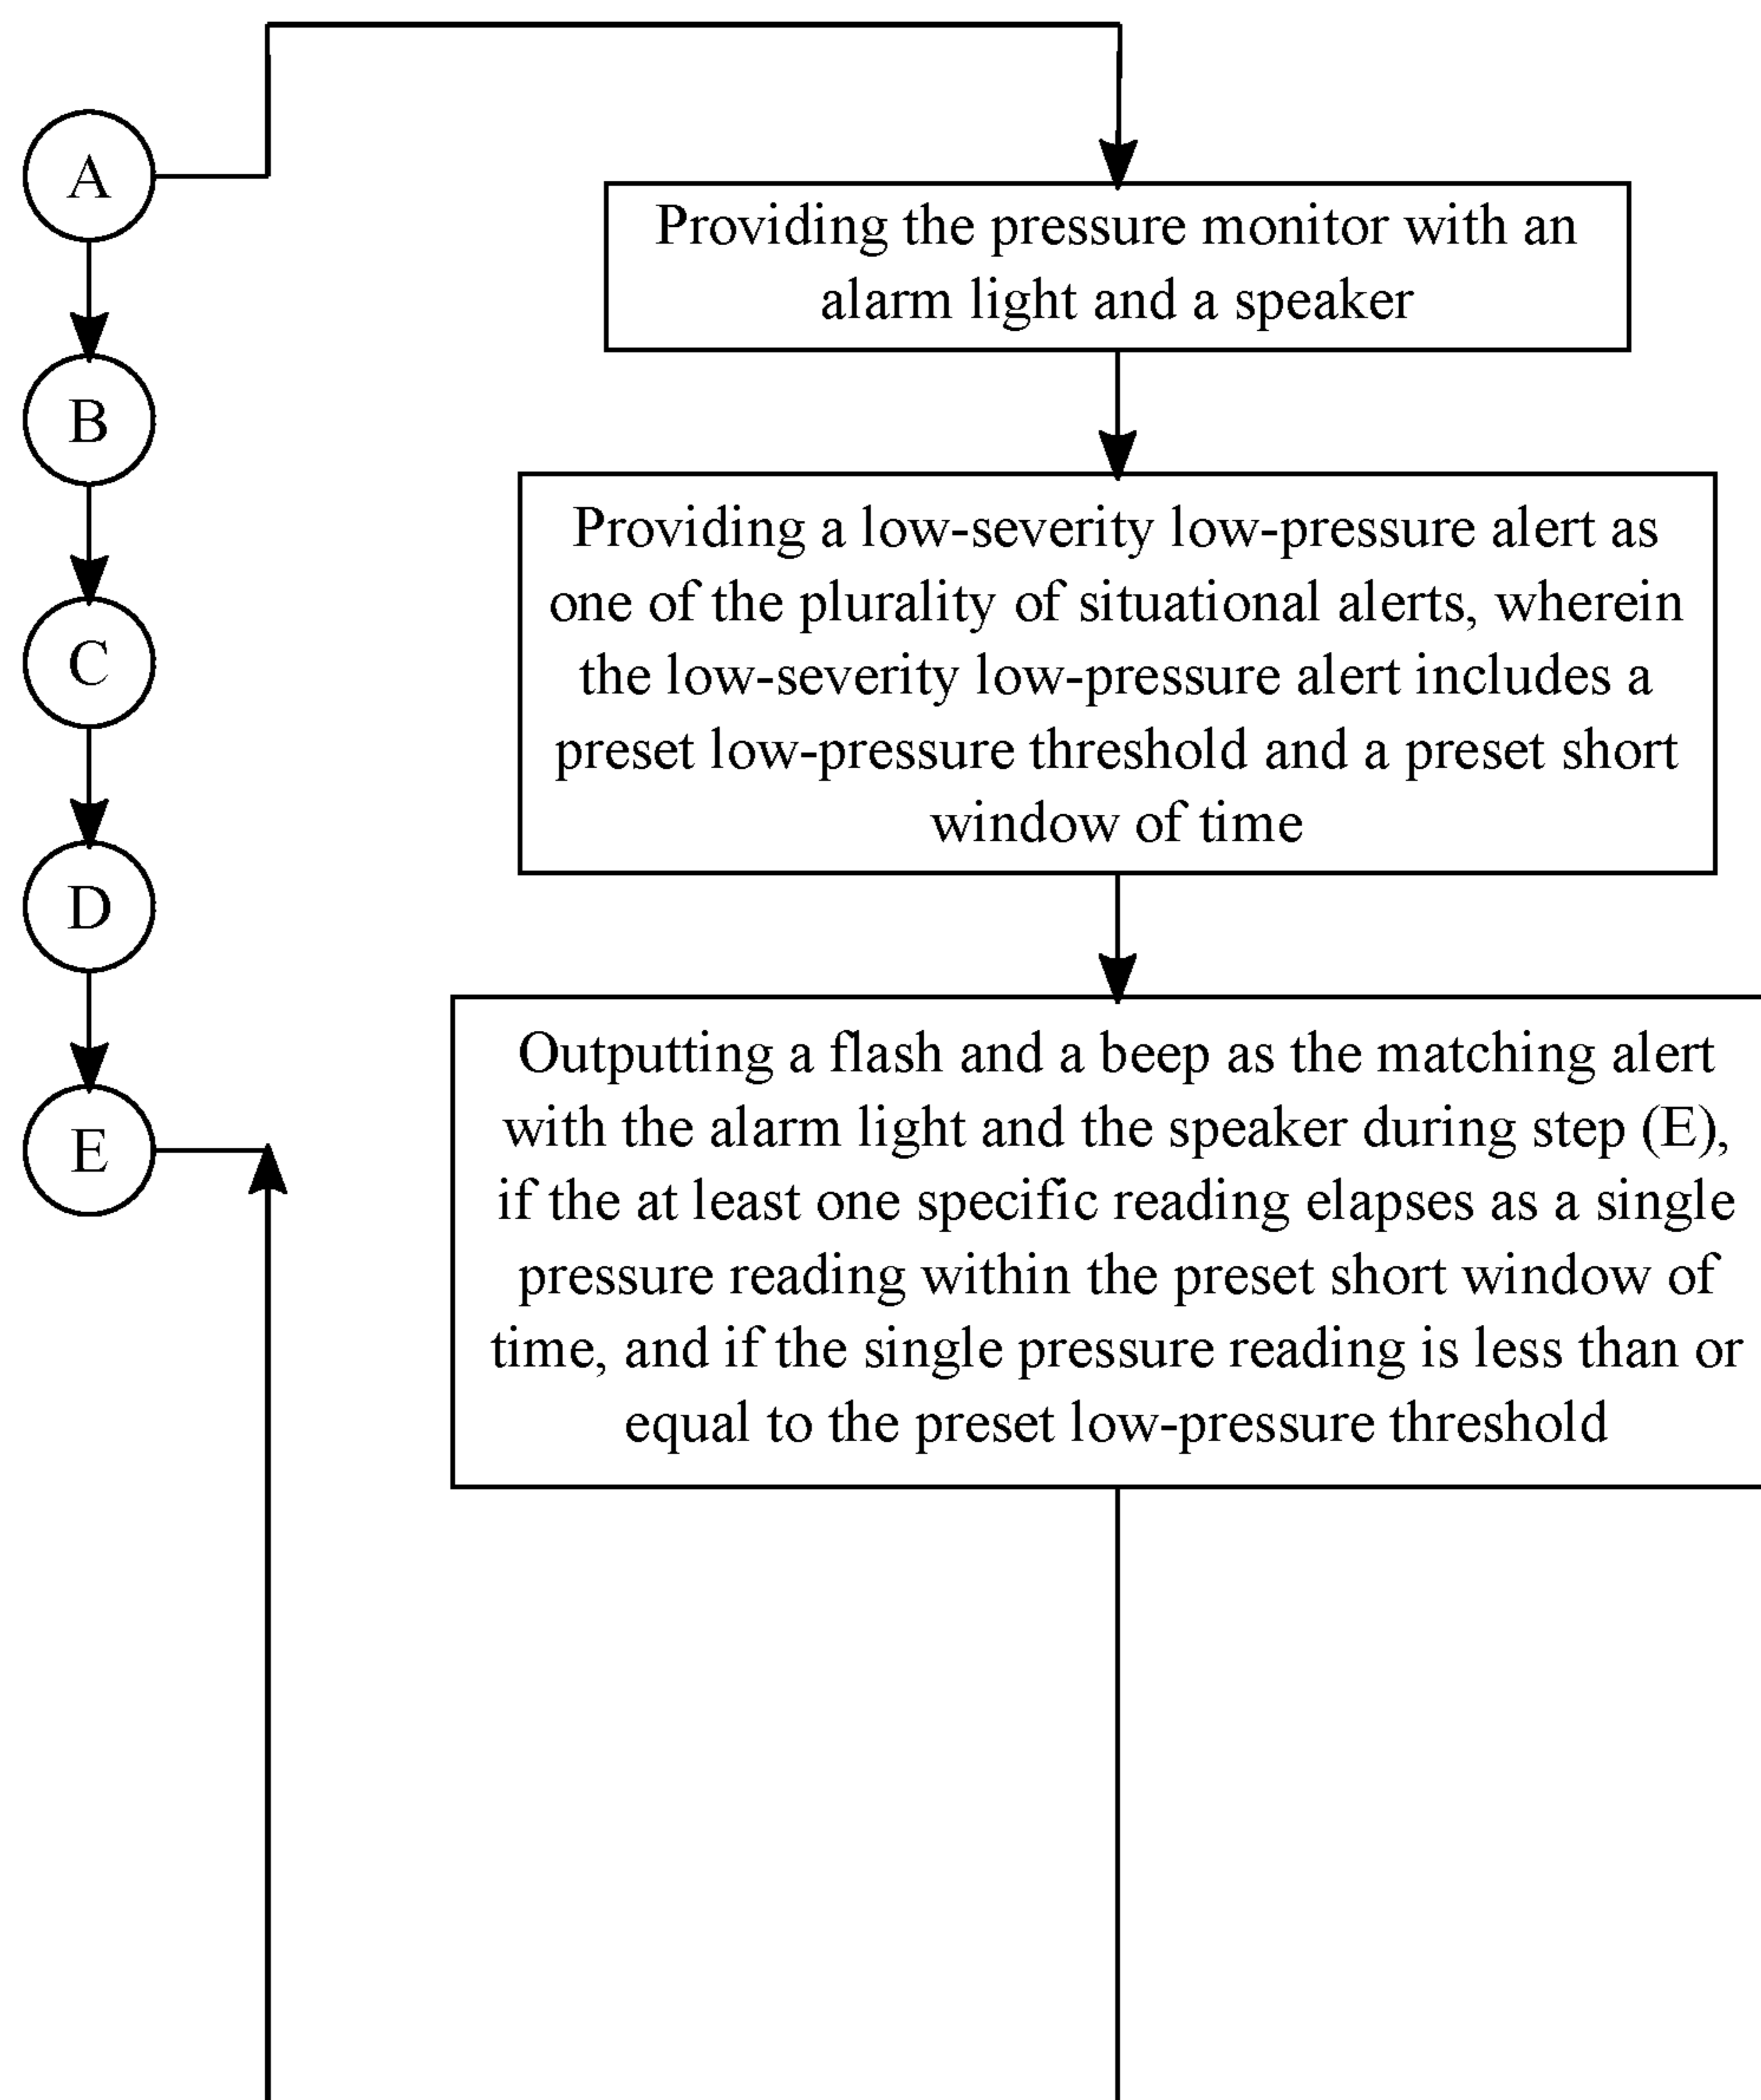 A
B
C
D
E
Providing the pressure monitor with an
alarm light and a speaker
Providing a low-severity low-pressure alert as
one of the plurality of situational alerts, wherein
the low-severity low-pressure alert includes a
preset low-pressure threshold and a preset short
window of time
Outputting a flash and a beep as the matching alert
with the alarm light and the speaker during step (E),
if the at least one specific reading elapses as a single
pressure reading within the preset short window of
time, and if the single pressure reading is less than or
equal to the preset low-pressure threshold